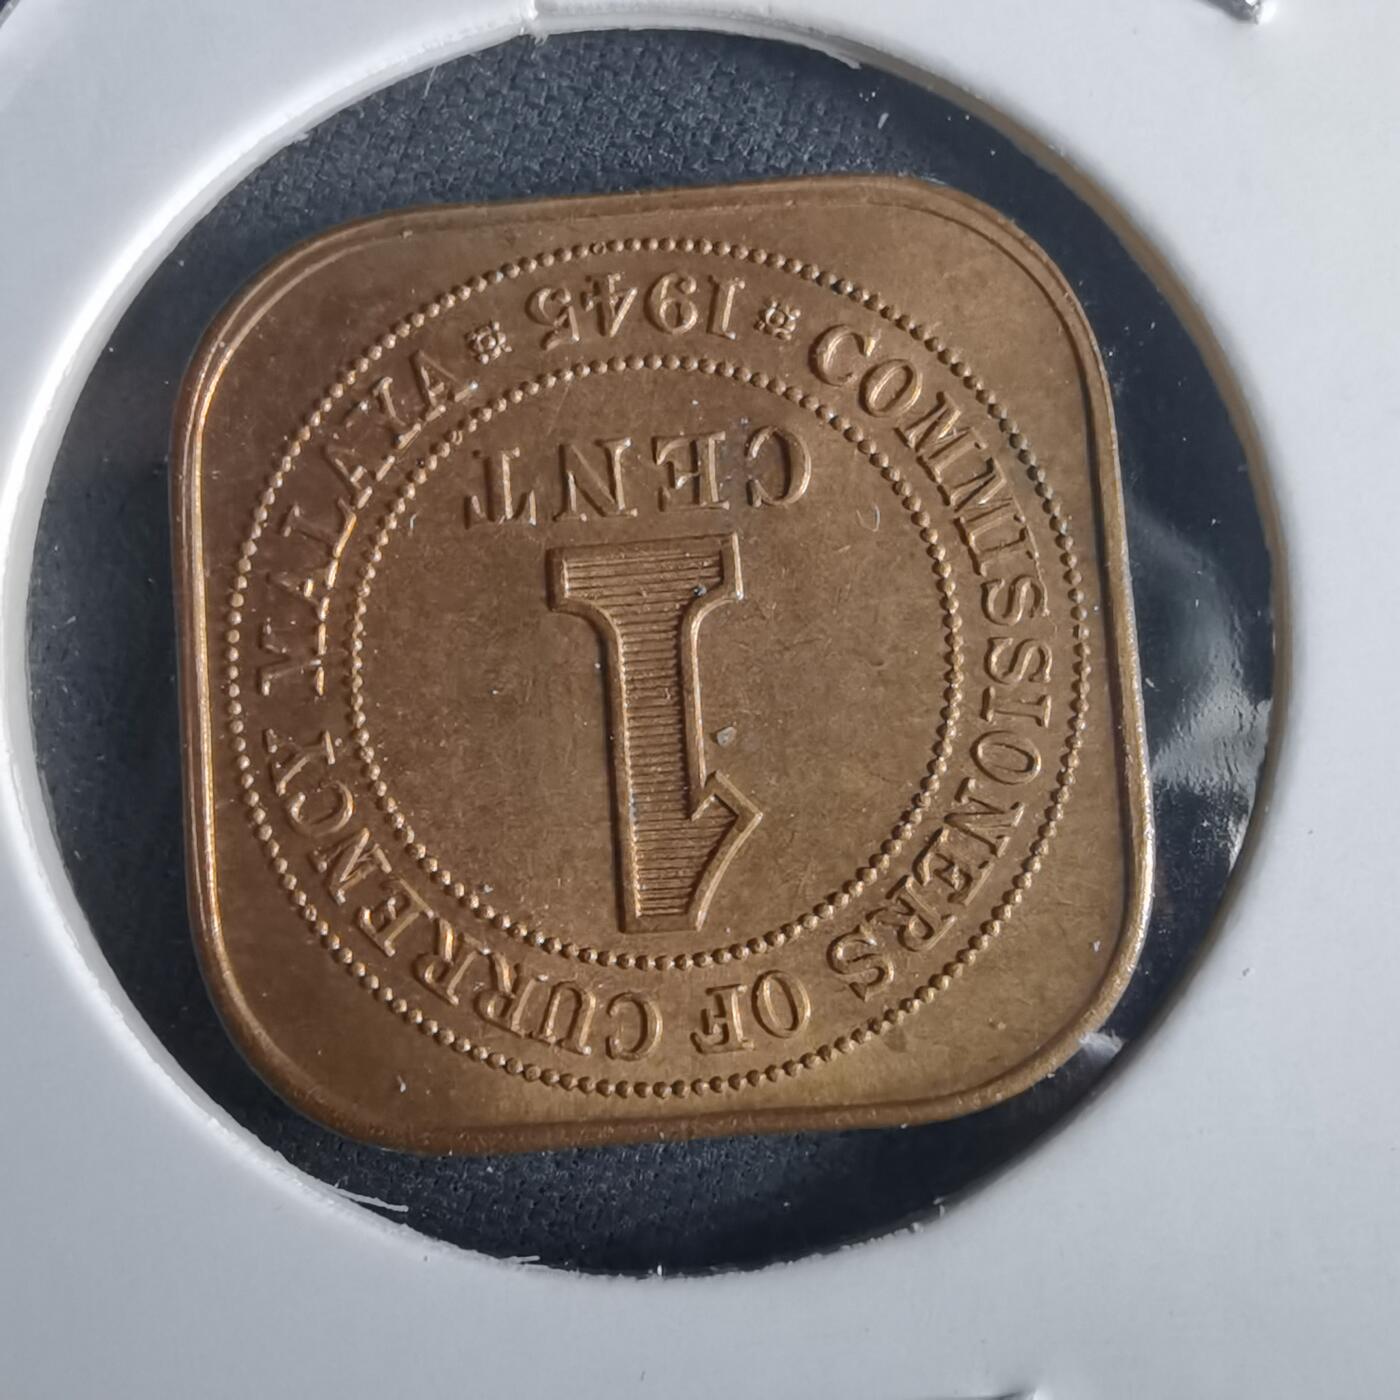 COMMISSIONERS OF CURRENCY MALAYA
1
CENT
1945